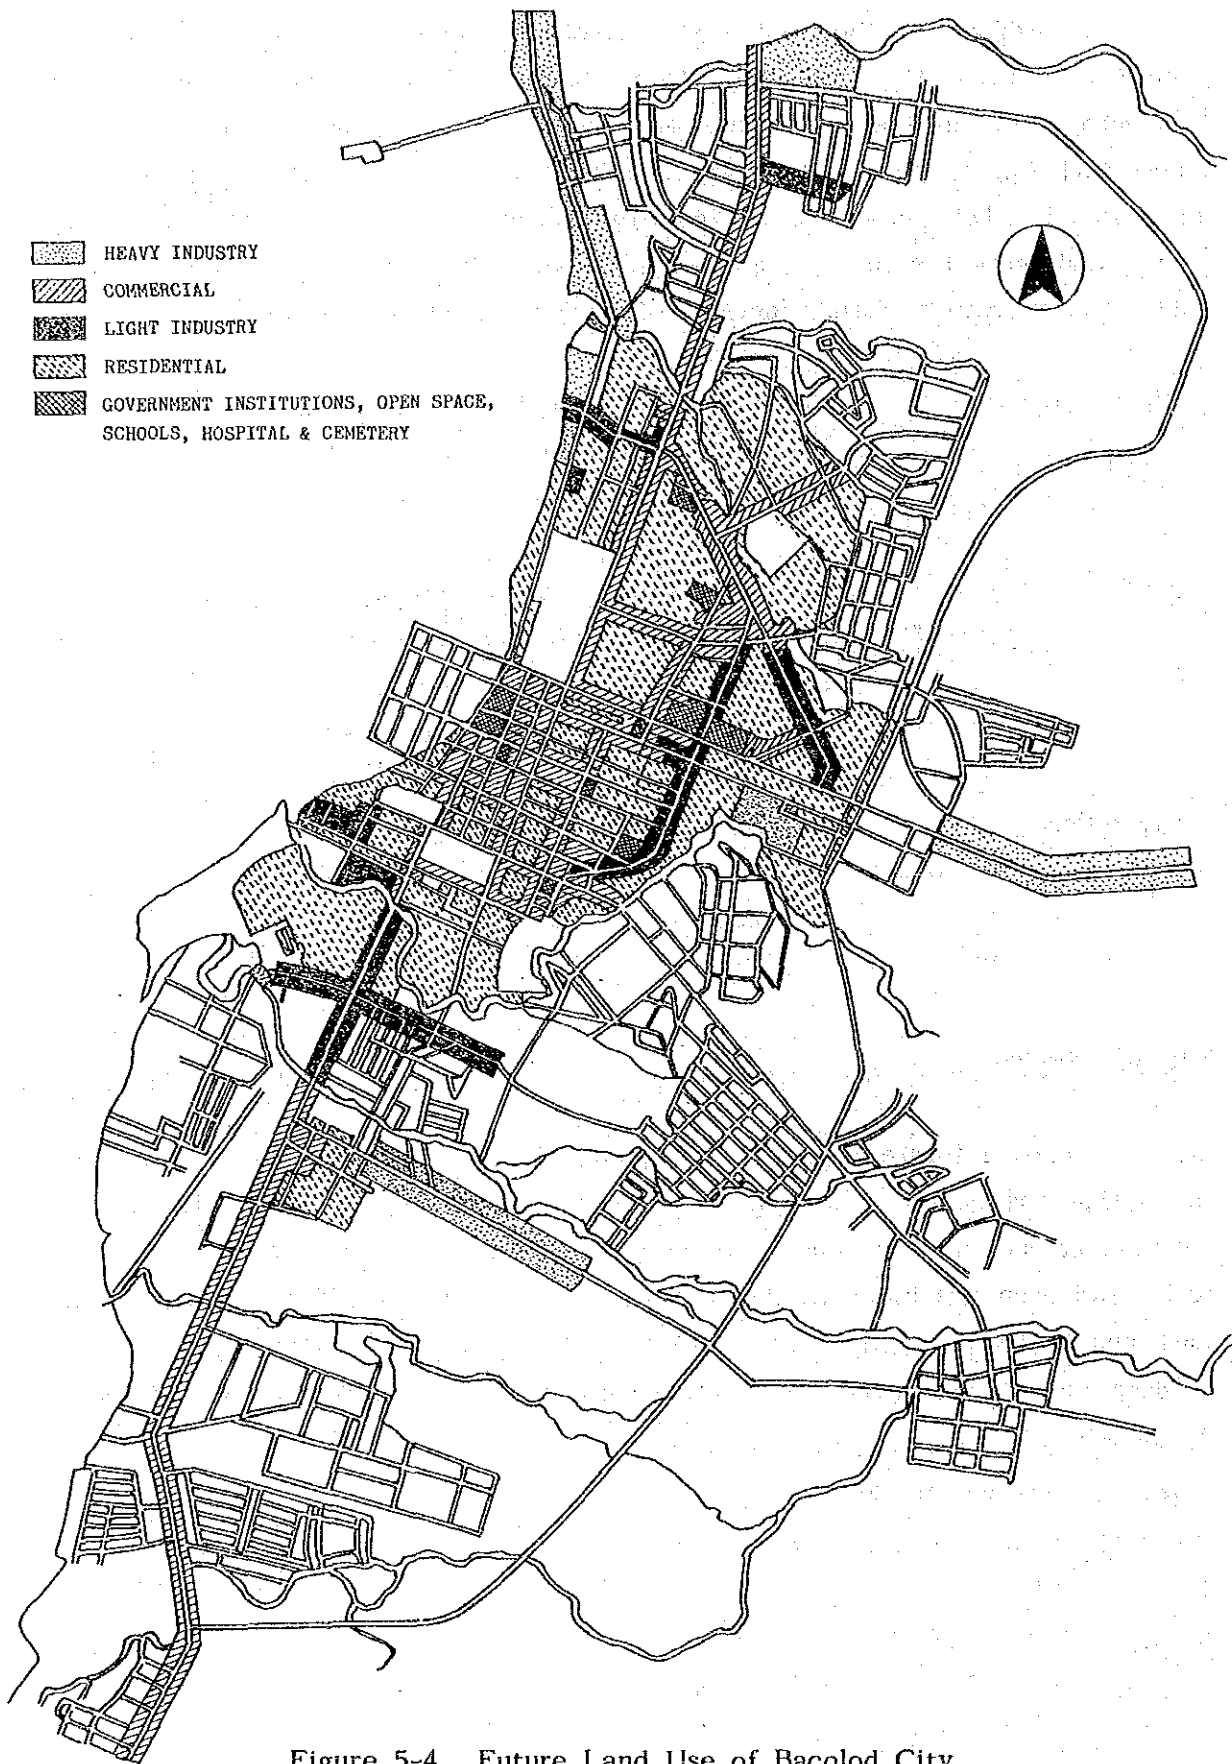 HEAVY INDUSTRY
COMMERCIAL
LIGHT INDUSTRY
RESIDENTIAL
GOVERNMENT INSTITUTIONS, OPEN SPACE,
SCHOOLS, HOSPITAL & CEMETERY
Figure 5-4 Future Land Use of Bacolod City